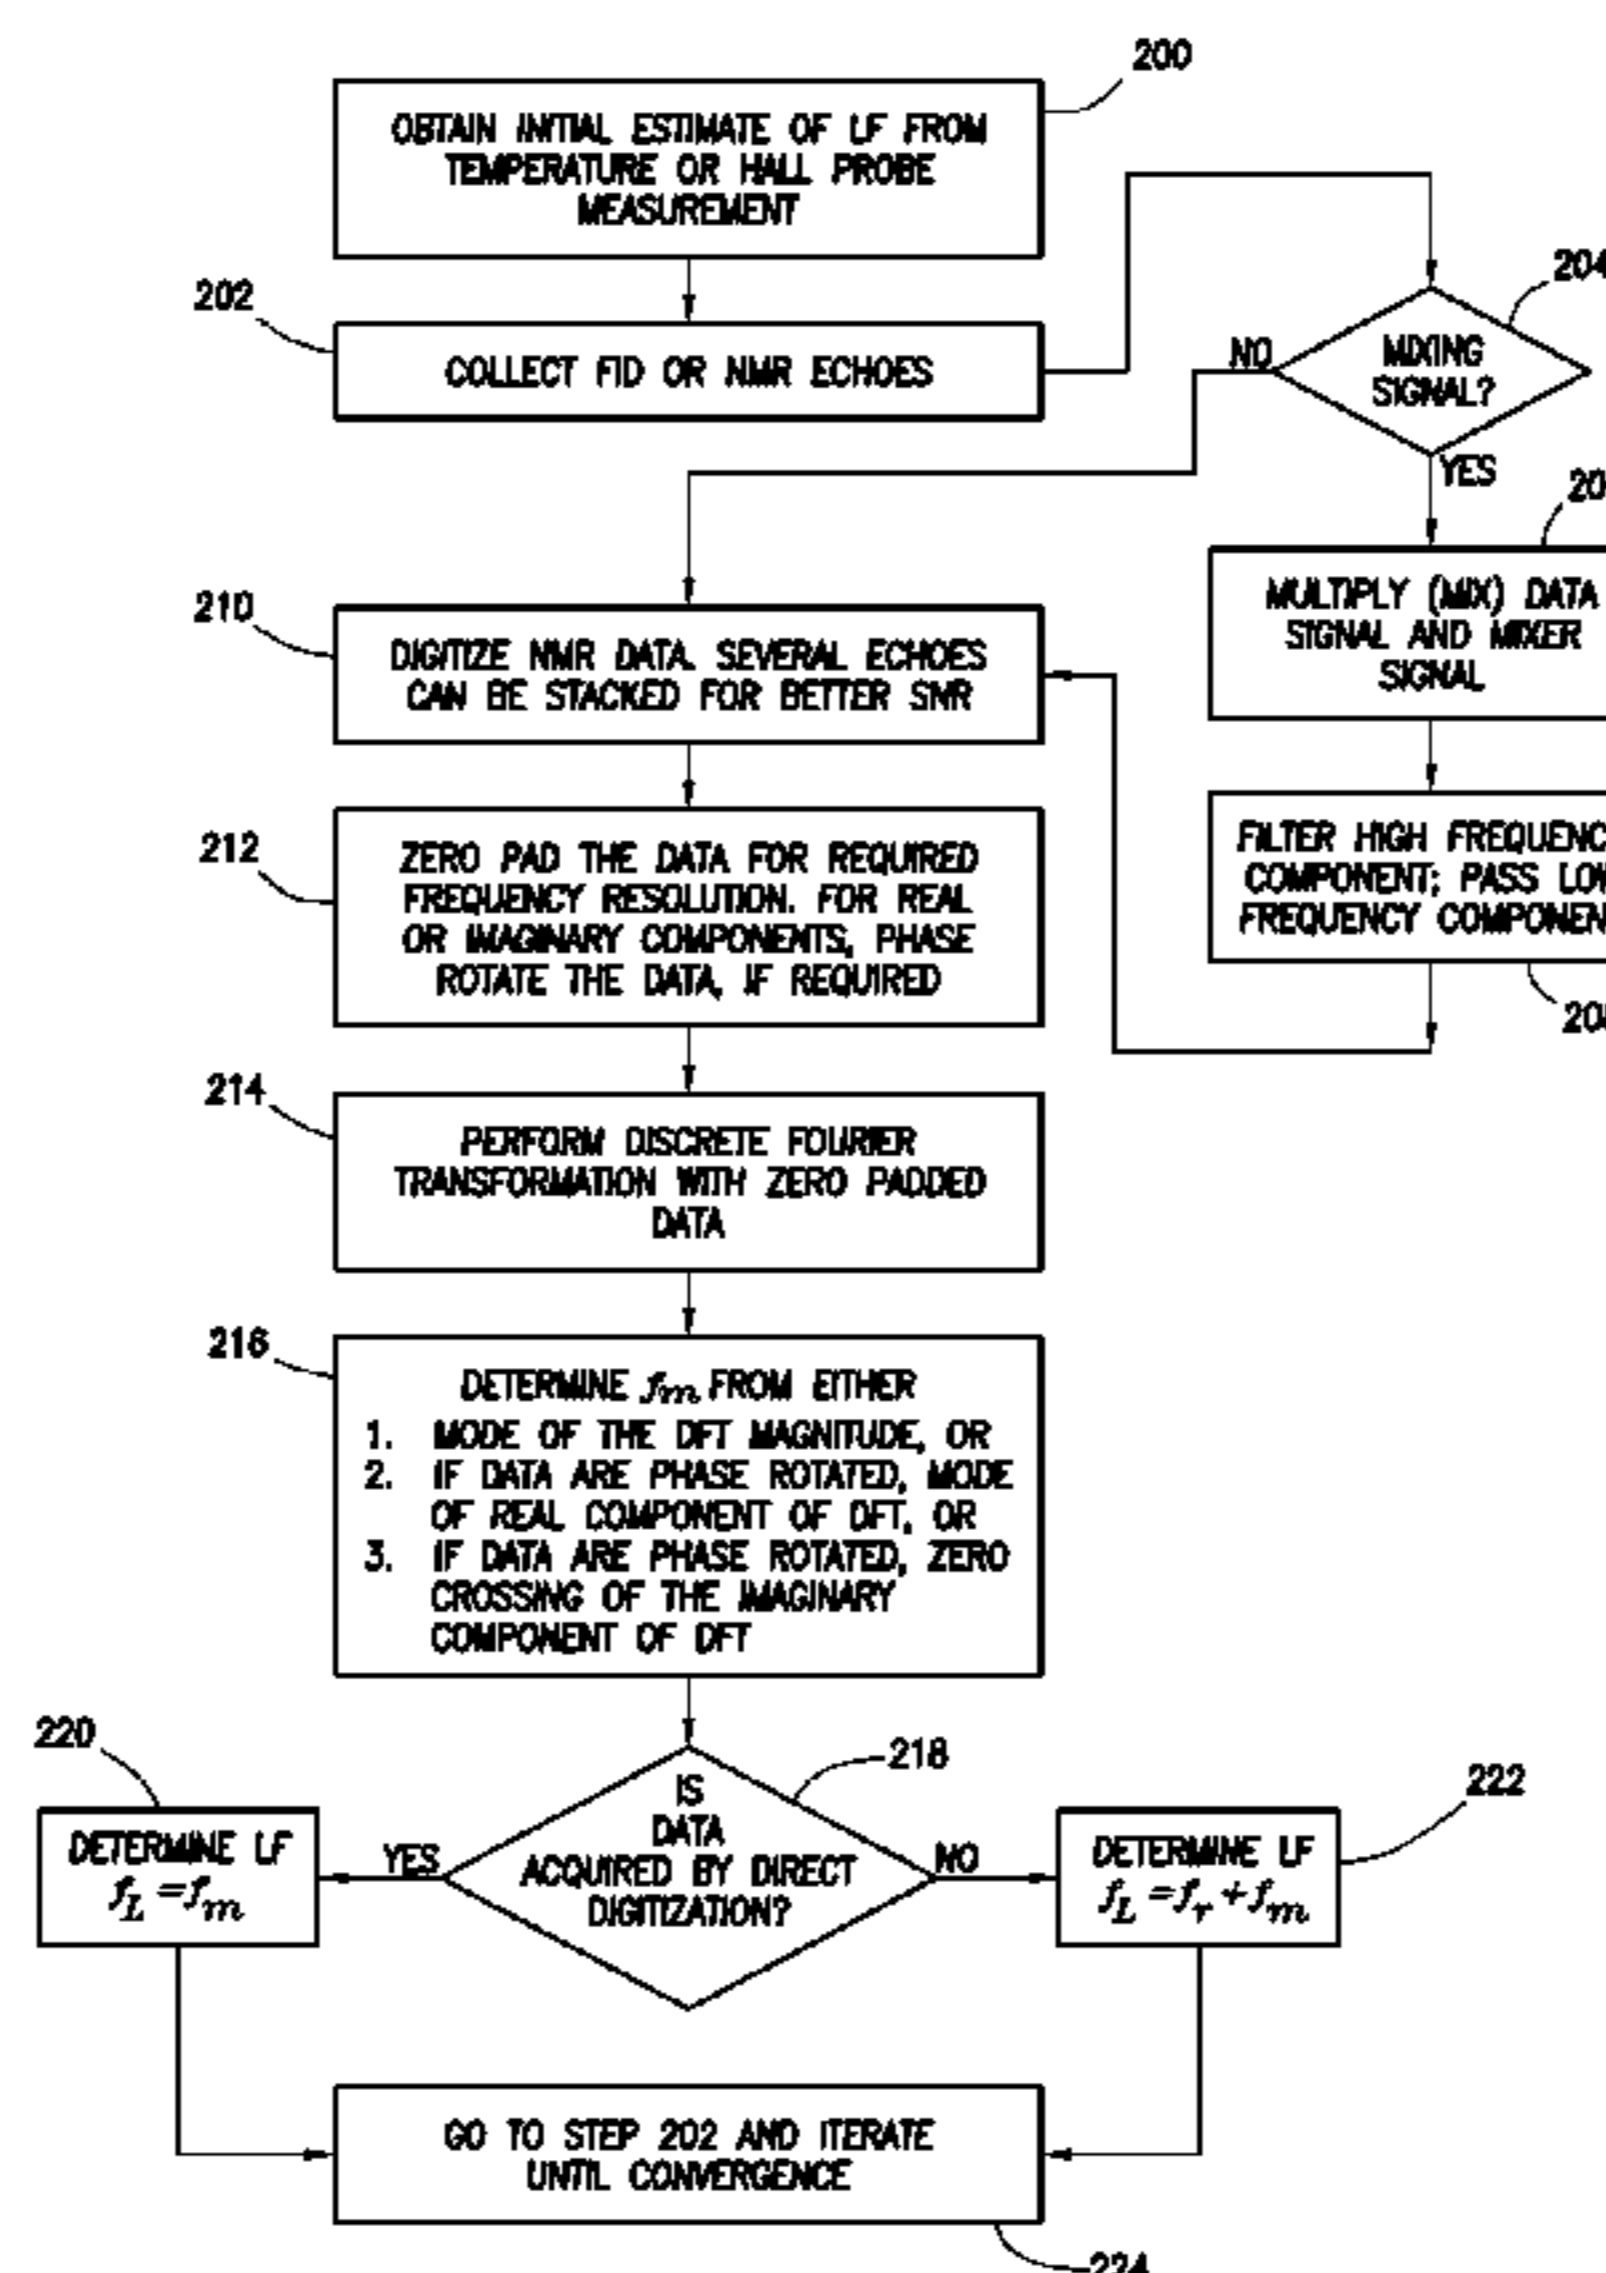 200
OBTAIN INITIAL ESTIMATE OF LF FROM
TEMPERATURE OR HALL PROBE
MEASUREMENT
202
COLLECT FID OR NMR ECHOES
204
MIXING
SIGNAL?
NO
YES
MULTIPLY (MIX) DATA
SIGNAL AND MIXER
SIGNAL
210
DIGITIZE NMR DATA. SEVERAL ECHOES
CAN BE STACKED FOR BETTER SNR
FILTER HIGH
COMPONENT; PASS
FREQUENCY
212
ZERO PAD THE DATA FOR REQUIRED
FREQUENCY RESOLUTION. FOR REAL
OR IMAGINARY COMPONENTS, PHASE
ROTATE THE DATA, IF REQUIRED
214
PERFORM DISCRETE FOURIER
TRANSFORMATION WITH ZERO PADDED
DATA
216
DETERMINE fm FROM EITHER
1. MODE OF THE DFT MAGNITUDE, OR
2. IF DATA ARE PHASE ROTATED, MODE
OF REAL COMPONENT OF DFT, OR
3. IF DATA ARE PHASE ROTATED, ZERO
CROSSING OF THE IMAGINARY
COMPONENT OF DFT
218
IS
DATA
ACQUIRED BY DIRECT
DIGITIZATION?
YES
NO
220
DETERMINE LF
fL =fm
222
DETERMINE LF
fL =fr +fm
GO TO STEP 202 AND ITERATE
UNTIL CONVERGENCE
224